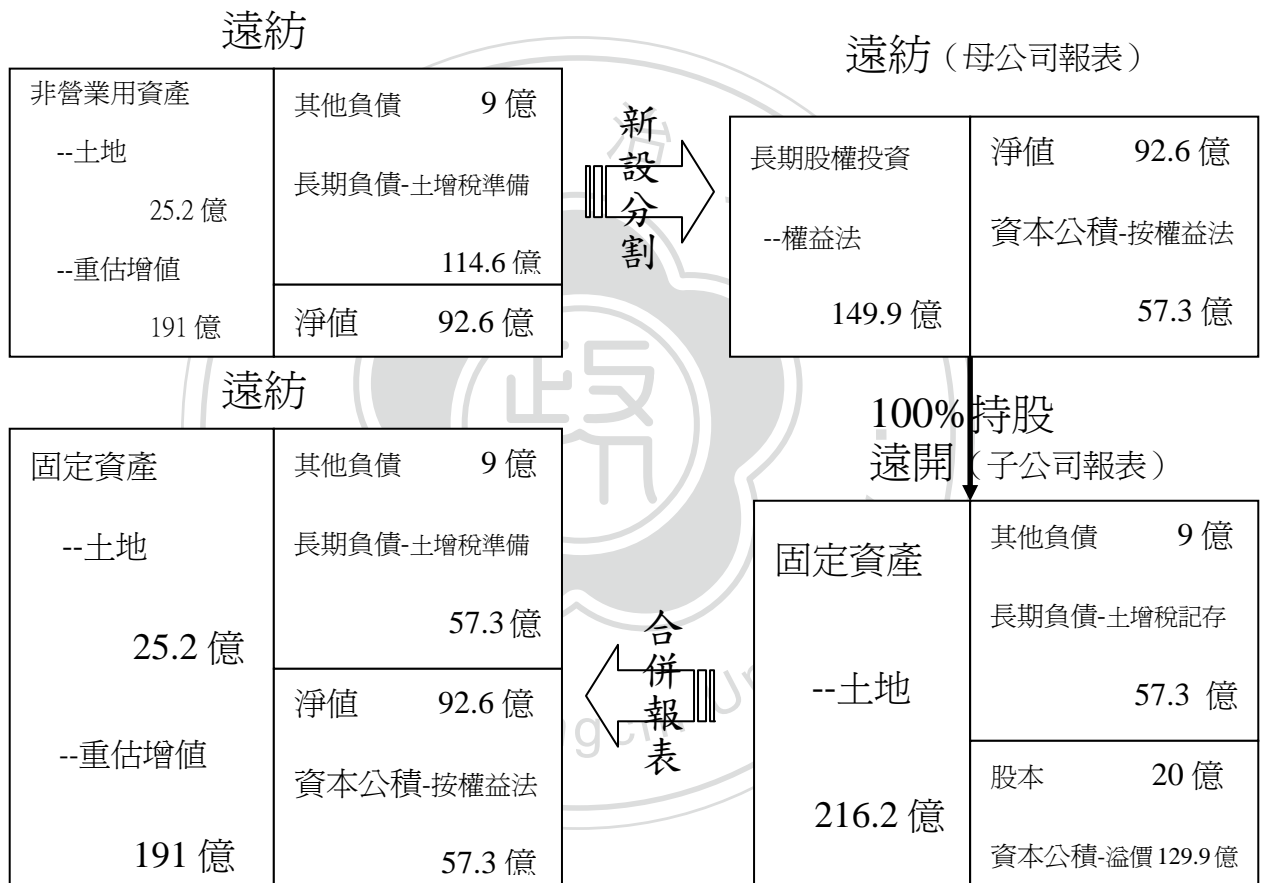 遠紡
非營業用資產
--土地
25.2 億
--重估增值
191 億
其他負債 9 億
長期負債-土增稅準備
114.6 億
淨值 92.6 億
新設分割
遠紡（母公司報表）
長期股權投資
--權益法
149.9 億
淨值 92.6 億
資本公積-按權益法
57.3 億
100%持股
遠開（子公司報表）
固定資產
--土地
216.2 億
其他負債 9 億
長期負債-土增稅記存
57.3 億
股本 20 億
資本公積-溢價 129.9 億
合併報表
遠紡
固定資產
--土地
25.2 億
--重估增值
191 億
其他負債 9 億
長期負債-土增稅準備
57.3 億
淨值 92.6 億
資本公積-按權益法
57.3 億
政